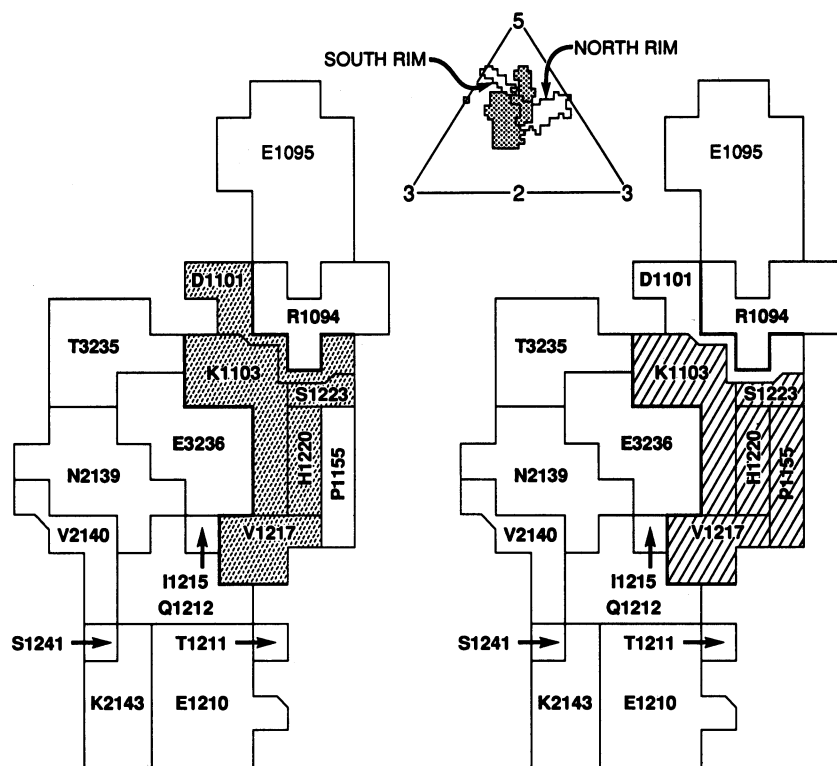 5
SOUTH RIM
NORTH RIM
3
2
3
E1095
D1101
R1094
T3235
K1103
S1223
E3236
H1220
P1155
N2139
V2140
V1217
I1215
Q1212
S1241
T1211
K2143
E1210
E1095
D1101
R1094
T3235
K1103
S1223
E3236
H1220
P1155
N2139
V2140
V1217
I1215
Q1212
S1241
T1211
K2143
E1210